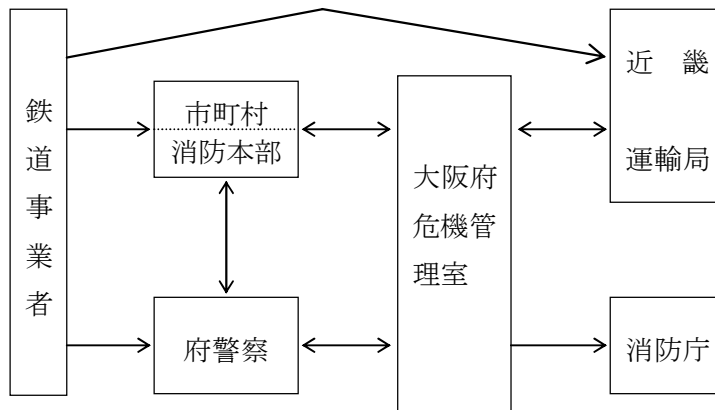 鉄道事業者
市町村
消防本部
府警察
大阪府
危機管
理室
近　畿
運輸局
消防庁